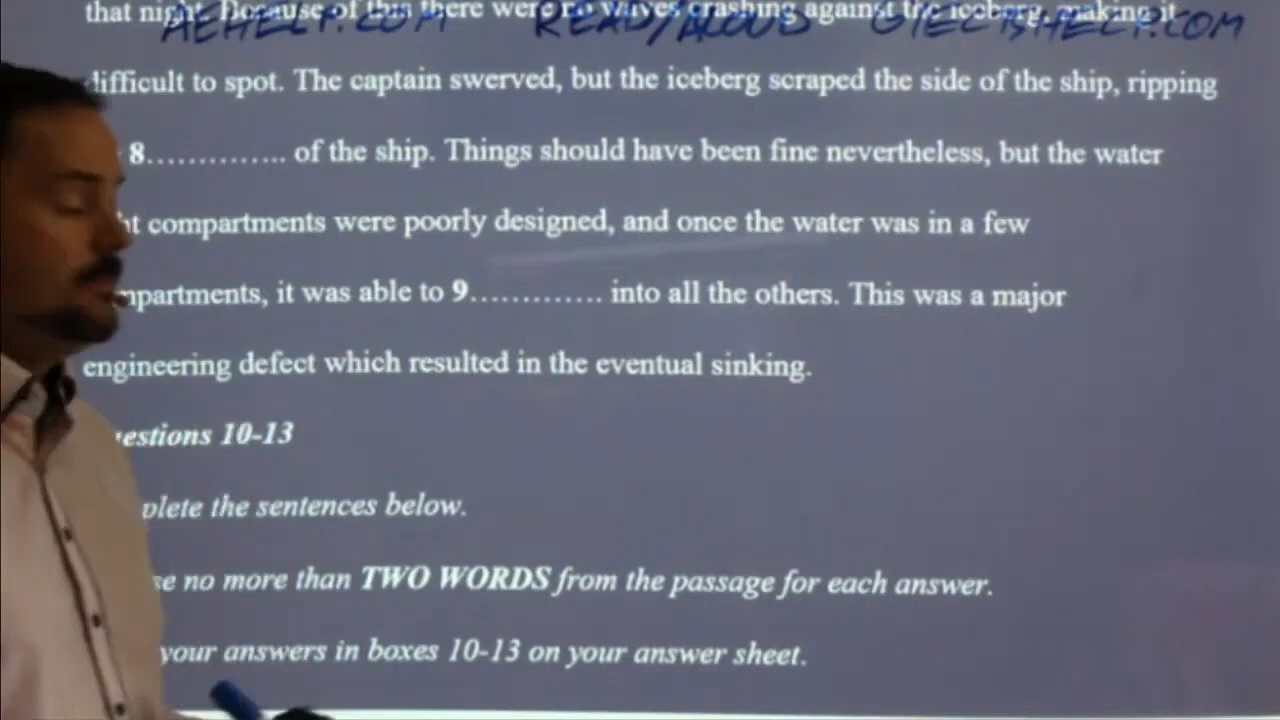 that night. Because of this there were no waves crashing against the iceberg, making it
AEHELP.COM READ/ALOUD GIECTSHELP.COM
difficult to spot. The captain swerved, but the iceberg scraped the side of the ship, ripping
8.............. of the ship. Things should have been fine nevertheless, but the water
compartments were poorly designed, and once the water was in a few
mpartments, it was able to 9............. into all the others. This was a major
engineering defect which resulted in the eventual sinking.
estions 10-13
plete the sentences below.
se no more than TWO WORDS from the passage for each answer.
your answers in boxes 10-13 on your answer sheet.